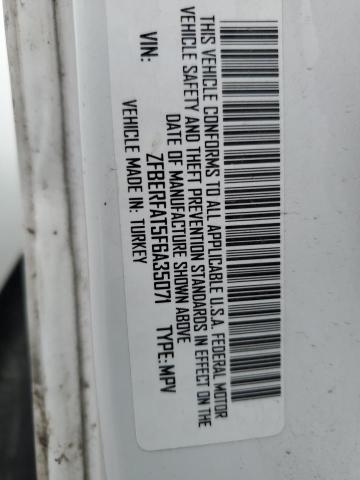 THIS VEHICLE CONFORMS TO ALL APPLICABLE U.S.A. FEDERAL MOTOR
VEHICLE SAFETY AND THEFT PREVENTION STANDARDS IN EFFECT ON THE
DATE OF MANUFACTURE SHOWN ABOVE
VIN: ZFBERFAT5F6A35071 TYPE: MPV
VEHICLE MADE IN: TURKEY